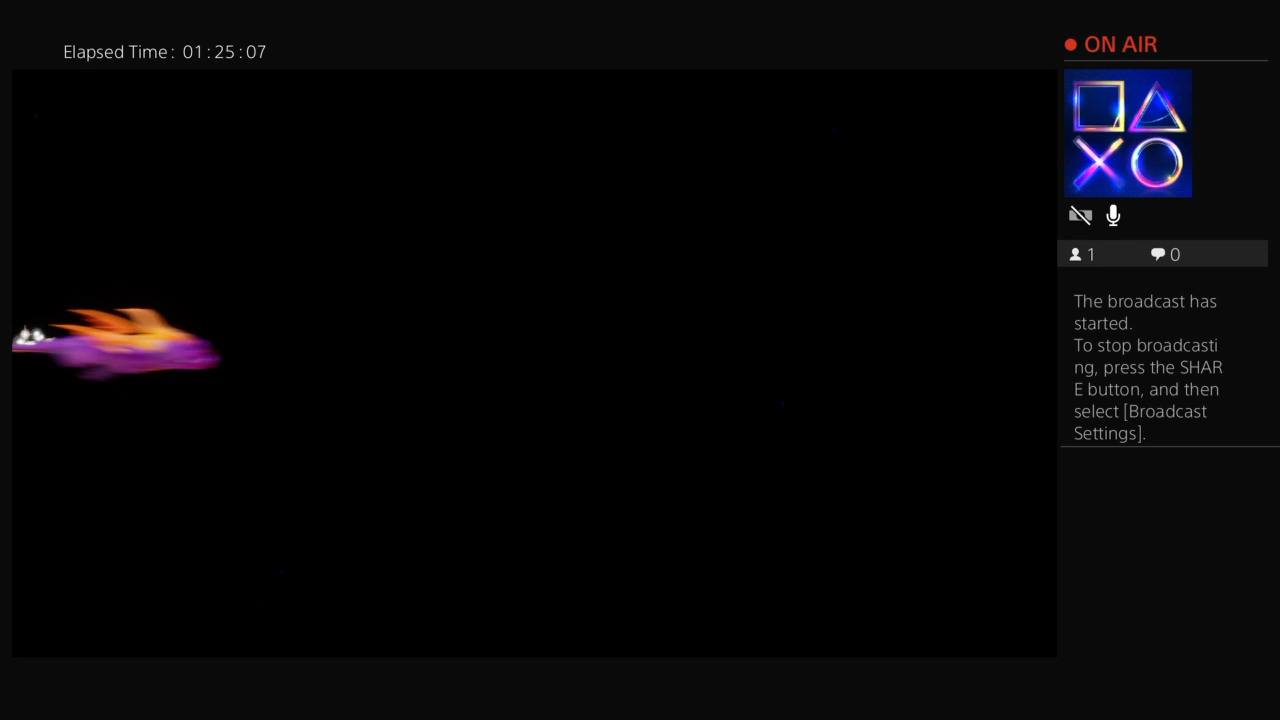 Elapsed Time: 01:25:07
ON AIR
1
0
The broadcast has
started.
To stop broadcasti
ng, press the SHAR
E button, and then
select [Broadcast
Settings].